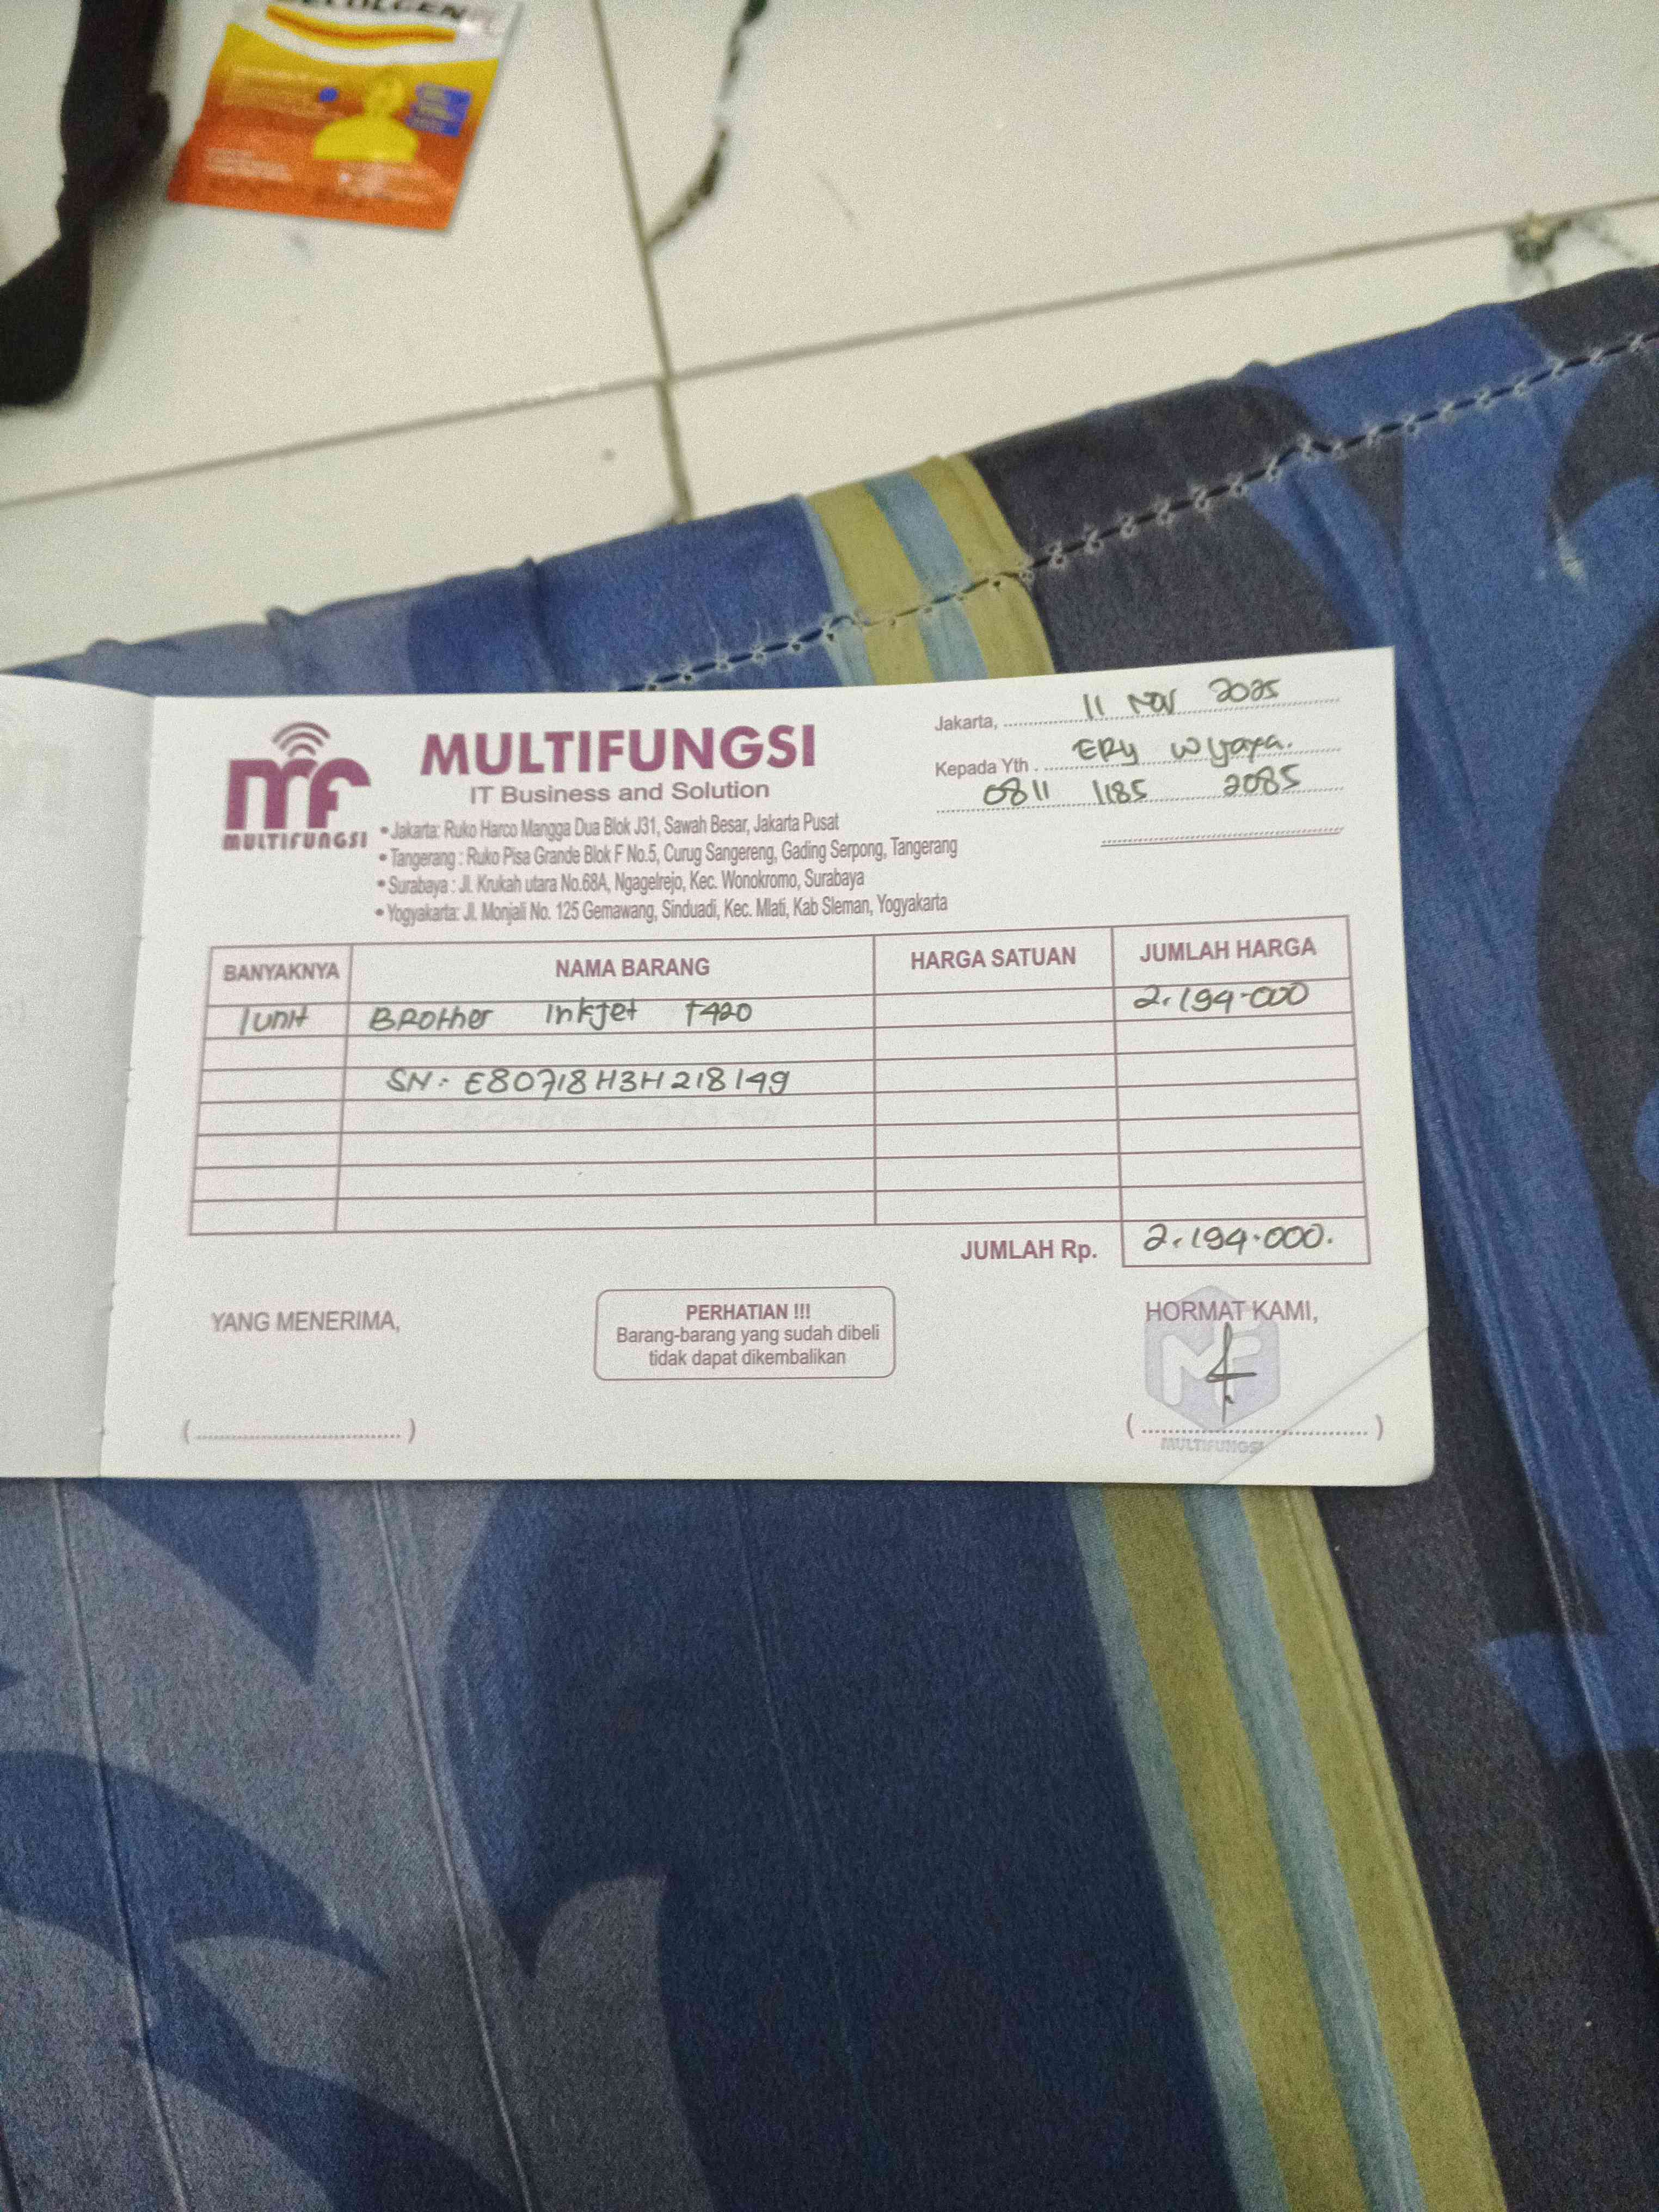 MULTIFUNGSI
MULTIFUNGSI
IT Business and Solution
• Jakarta: Ruko Harco Mangga Dua Blok J31, Sawah Besar, Jakarta Pusat
• Tangerang : Ruko Pisa Grande Blok F No.5, Curug Sangereng, Gading Serpong, Tangerang
• Surabaya : Jl. Krukah utara No.68A, Ngagelrejo, Kec. Wonokromo, Surabaya
• Yogyakarta: Jl. Monjali No. 125 Gemawang, Sinduadi, Kec. Mlati, Kab Sleman, Yogyakarta
Jakarta, 11 Nov 2025
Kepada Yth . ERy Wijaya.
0811 1185 2085
BANYAKNYA NAMA BARANG HARGA SATUAN JUMLAH HARGA
1 unit BROther Inkjet T420 2.194.000
SN: E80718H3H218149
JUMLAH Rp. 2.194.000.
YANG MENERIMA,
PERHATIAN !!!
Barang-barang yang sudah dibeli
tidak dapat dikembalikan
HORMAT KAMI,
MF
MULTIFUNGSI